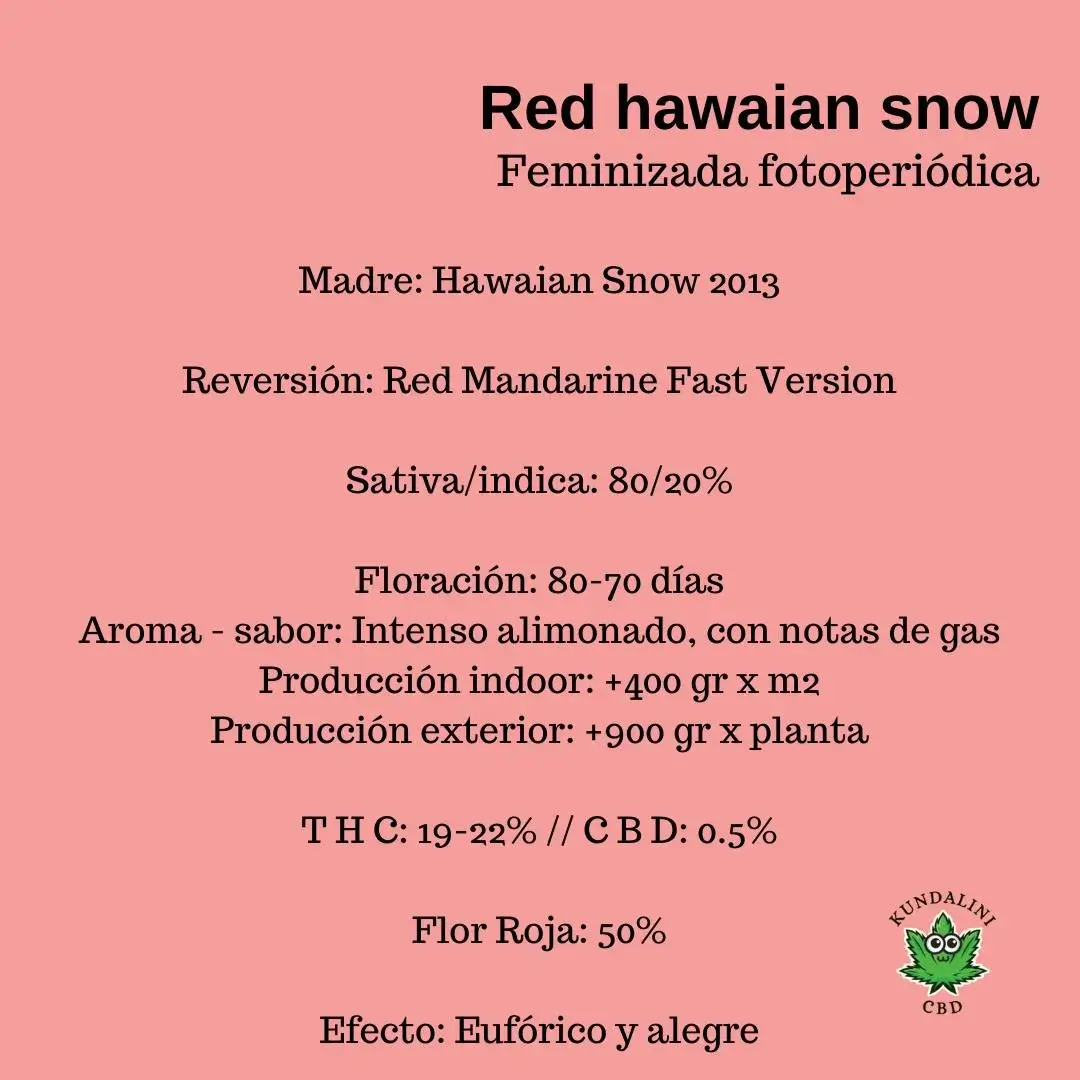 Red hawaian snow
Feminizada fotoperiódica
Madre: Hawaian Snow 2013
Reversión: Red Mandarine Fast Version
Sativa/indica: 80/20%
Floración: 80-70 días
Aroma - sabor: Intenso alimonado, con notas de gas
Producción indoor: +400 gr x m2
Producción exterior: +900 gr x planta
T H C: 19-22% // C B D: 0.5%
Flor Roja: 50%
KUNDALINI
CBD
Efecto: Eufórico y alegre